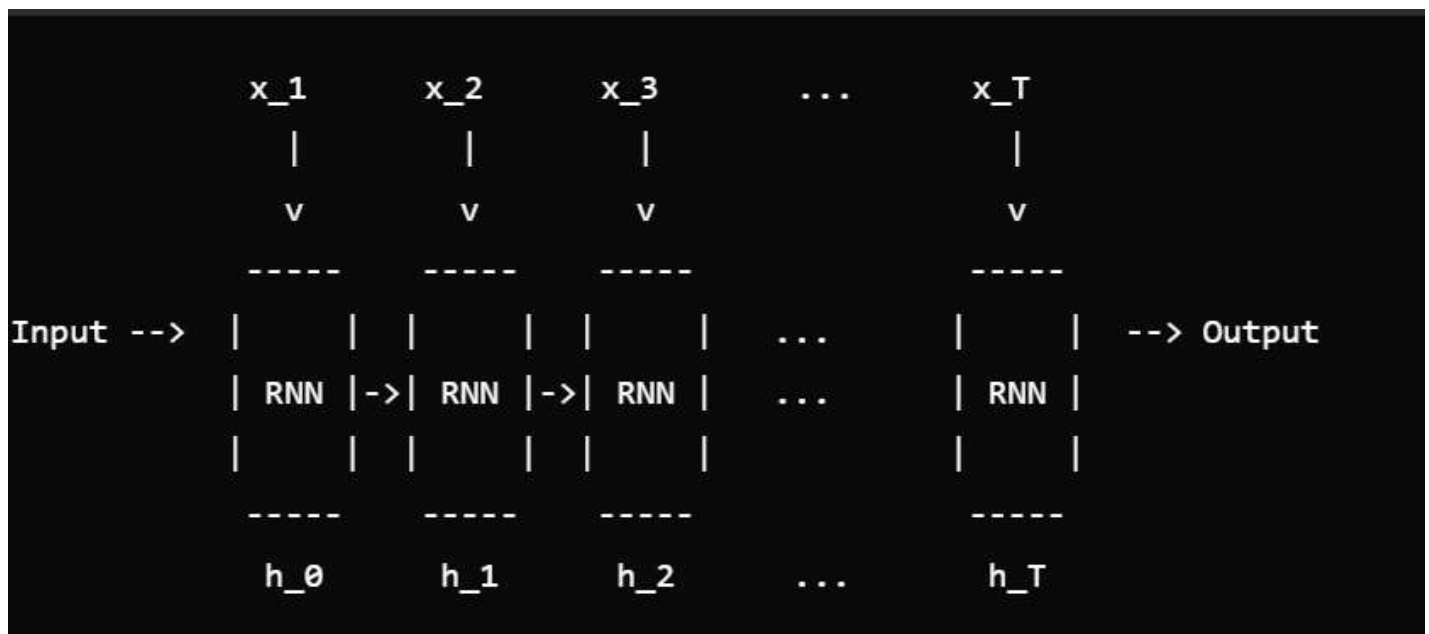 x_1 x_2 x_3 ... x_T
| | | |
v v v v
----- ----- ----- -----
Input --> | | | | | | ... | | --> Output
| RNN |->| RNN |->| RNN | ... | RNN |
| | | | | | | |
----- ----- ----- -----
h_0 h_1 h_2 ... h_T